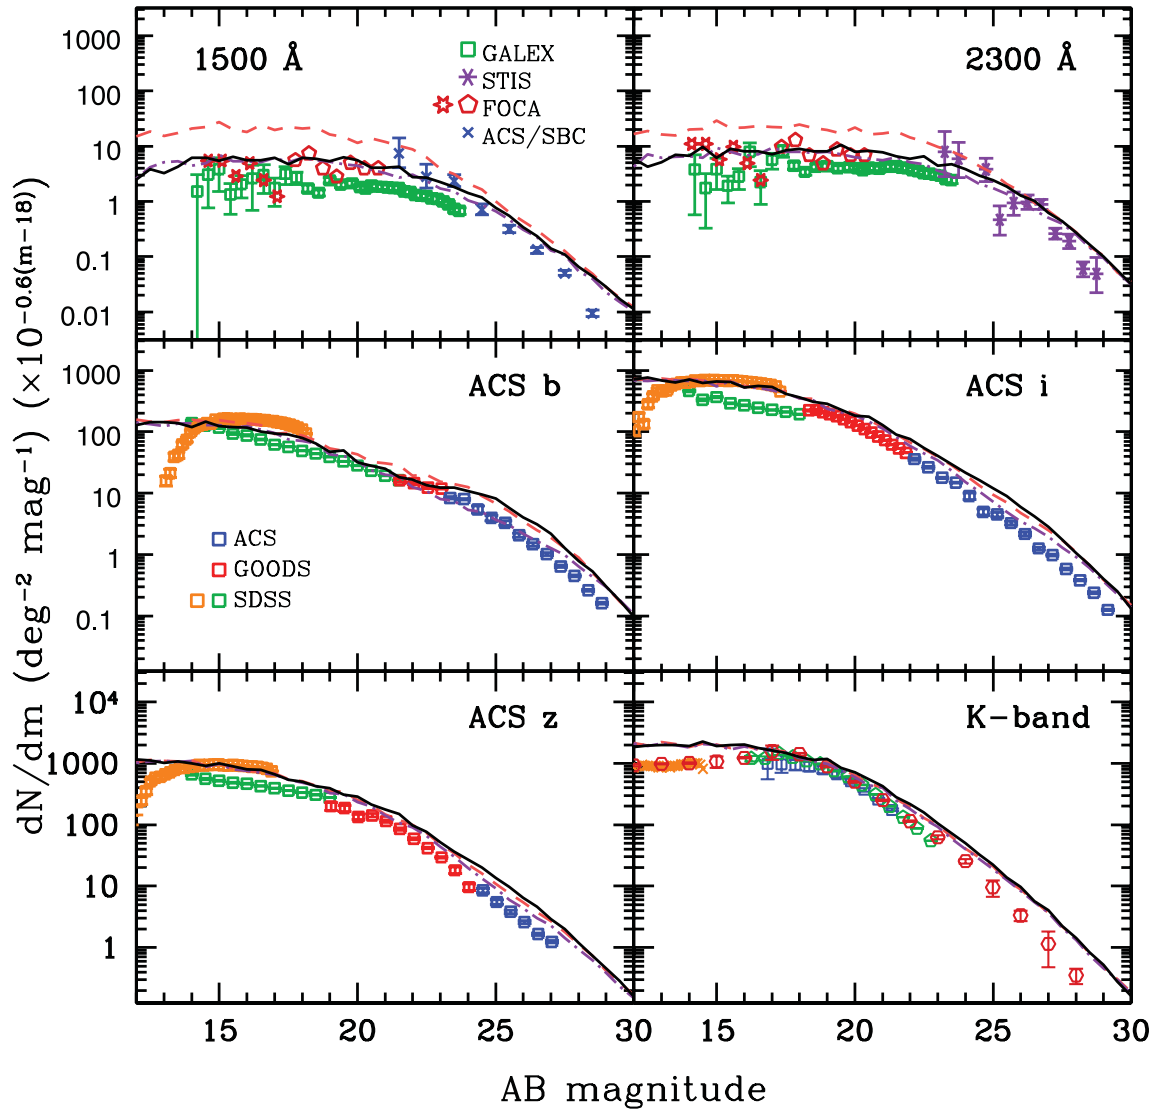 1500 Å
GALEX
STIS
FOCA
ACS/SBC
2300 Å
1000
100
10
1
0.1
0.01
ACS b
ACS
GOODS
SDSS
ACS i
1000
100
10
1
0.1
ACS z
K-band
10⁴
1000
100
10
1
15
20
25
30
15
20
25
30
AB magnitude
dN/dm (deg⁻² mag⁻¹) (×10⁻⁰·⁶⁽ᵐ⁻¹⁸⁾)